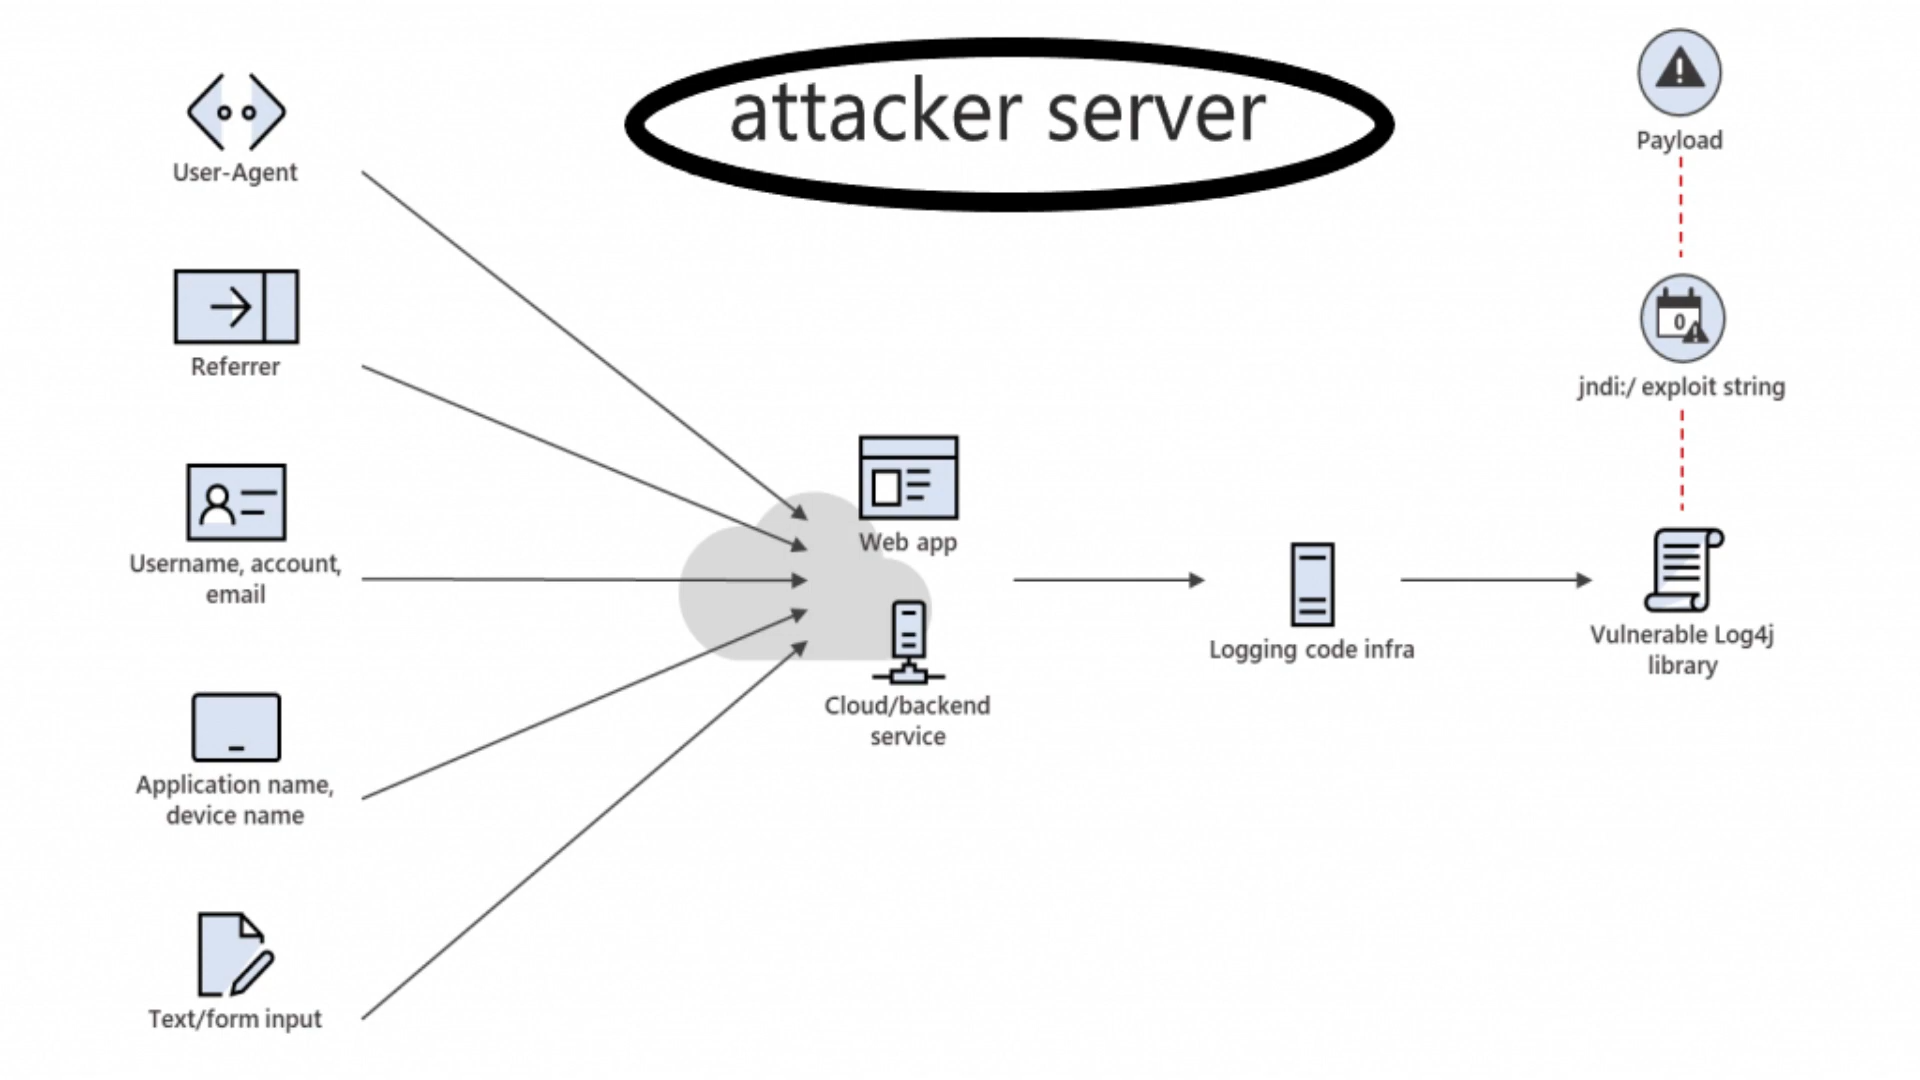 attacker server
User-Agent
Referrer
Username, account,
email
Application name,
device name
Text/form input
Web app
Cloud/backend
service
Logging code infra
Payload
0
jndi:/ exploit string
Vulnerable Log4j
library